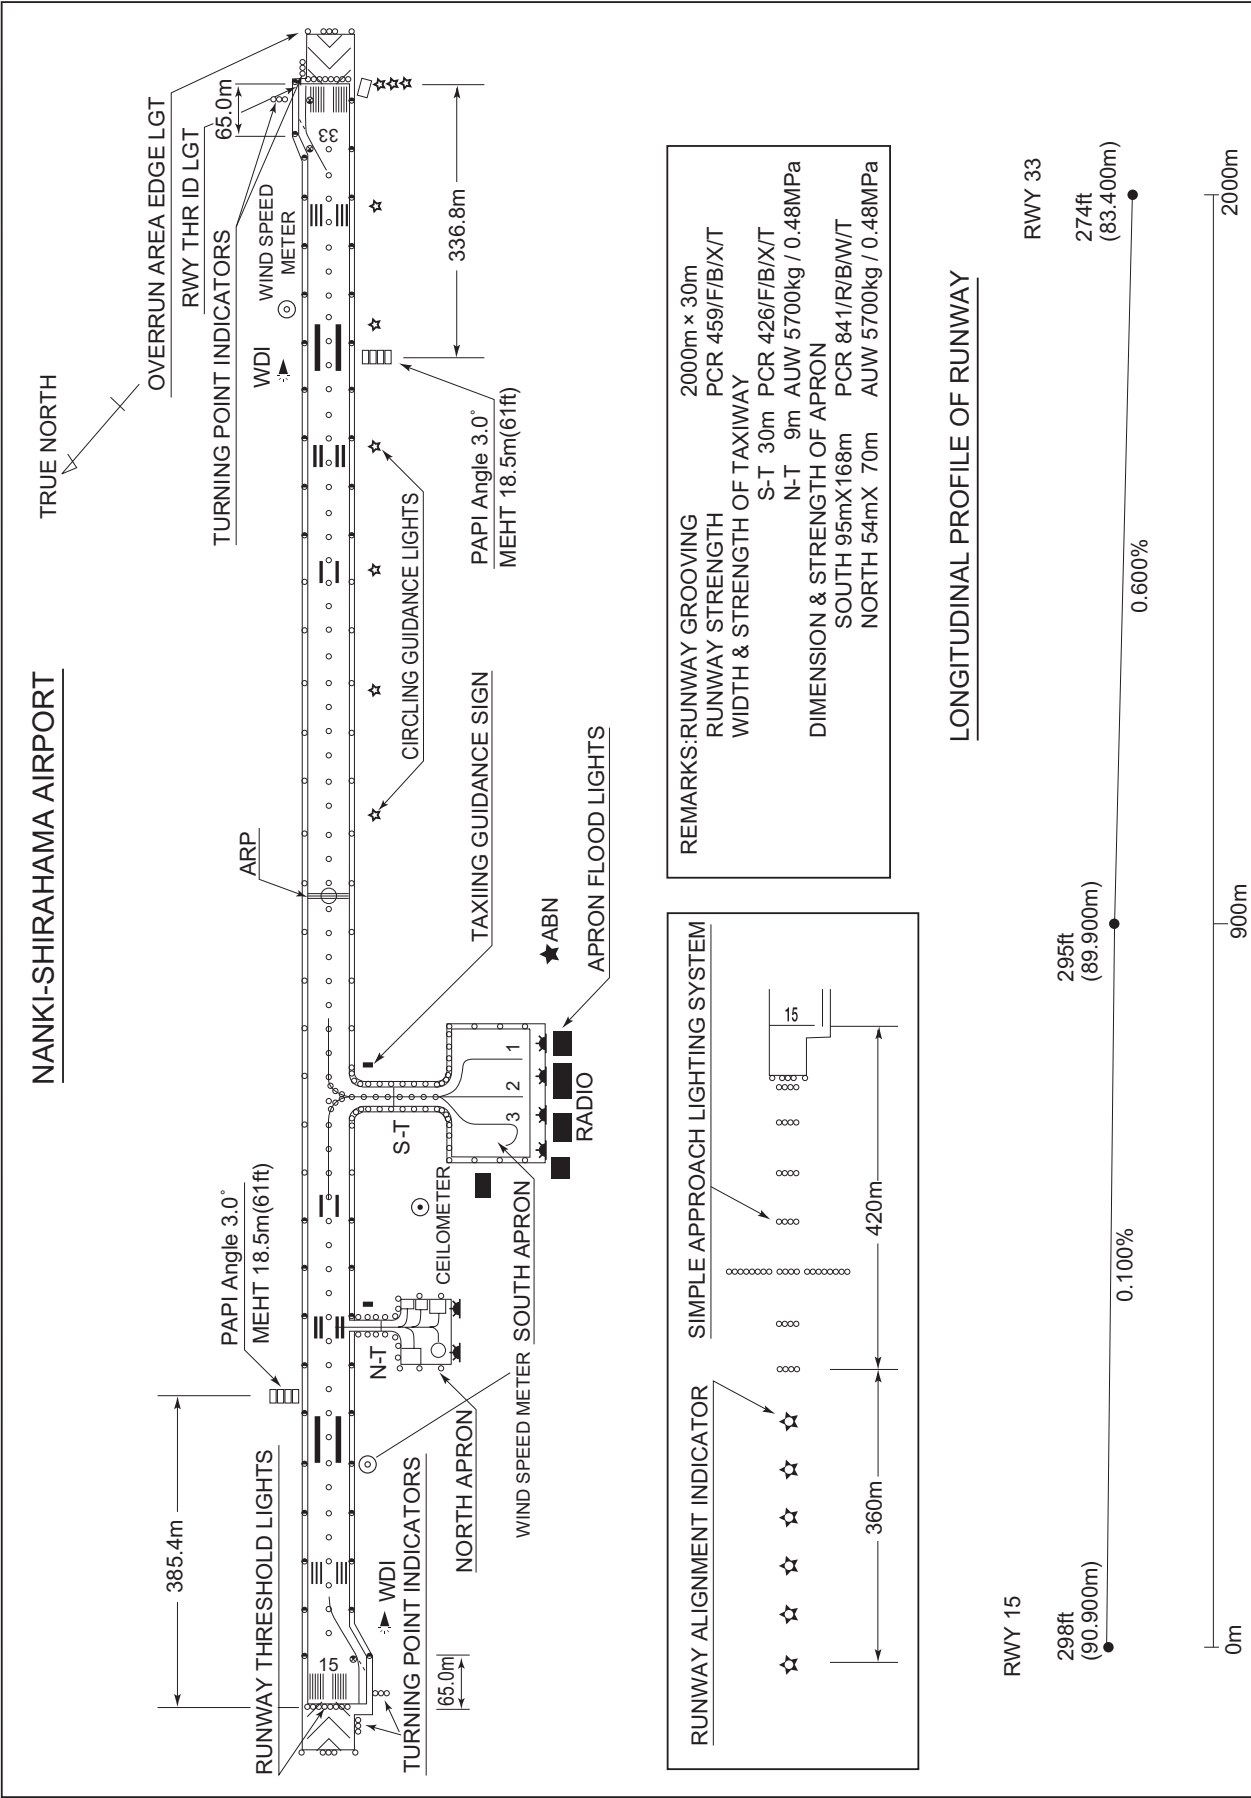 NANKI-SHIRAHAMA AIRPORT
TRUE NORTH
OVERRUN AREA EDGE LGT
RWY THR ID LGT
65.0m
TURNING POINT INDICATORS
WIND SPEED
METER
WDI
ARP
PAPI Angle 3.0°
MEHT 18.5m(61ft)
385.4m
RUNWAY THRESHOLD LIGHTS
15
33
336.8m
PAPI Angle 3.0°
MEHT 18.5m(61ft)
CIRCLING GUIDANCE LIGHTS
TAXIING GUIDANCE SIGN
ABN
APRON FLOOD LIGHTS
S-T
1
2
3
RADIO
CEILOMETER
SOUTH APRON
N-T
WIND SPEED METER
NORTH APRON
WDI
TURNING POINT INDICATORS
65.0m
RUNWAY ALIGNMENT INDICATOR
SIMPLE APPROACH LIGHTING SYSTEM
15
360m
420m
REMARKS:RUNWAY GROOVING 2000m × 30m
RUNWAY STRENGTH PCR 459/F/B/X/T
WIDTH & STRENGTH OF TAXIWAY
S-T 30m PCR 426/F/B/X/T
N-T 9m AUW 5700kg / 0.48MPa
DIMENSION & STRENGTH OF APRON
SOUTH 95mX168m PCR 841/R/B/W/T
NORTH 54mX 70m AUW 5700kg / 0.48MPa
LONGITUDINAL PROFILE OF RUNWAY
RWY 15
298ft
(90.900m)
0.100%
295ft
(89.900m)
0.600%
RWY 33
274ft
(83.400m)
0m
900m
2000m